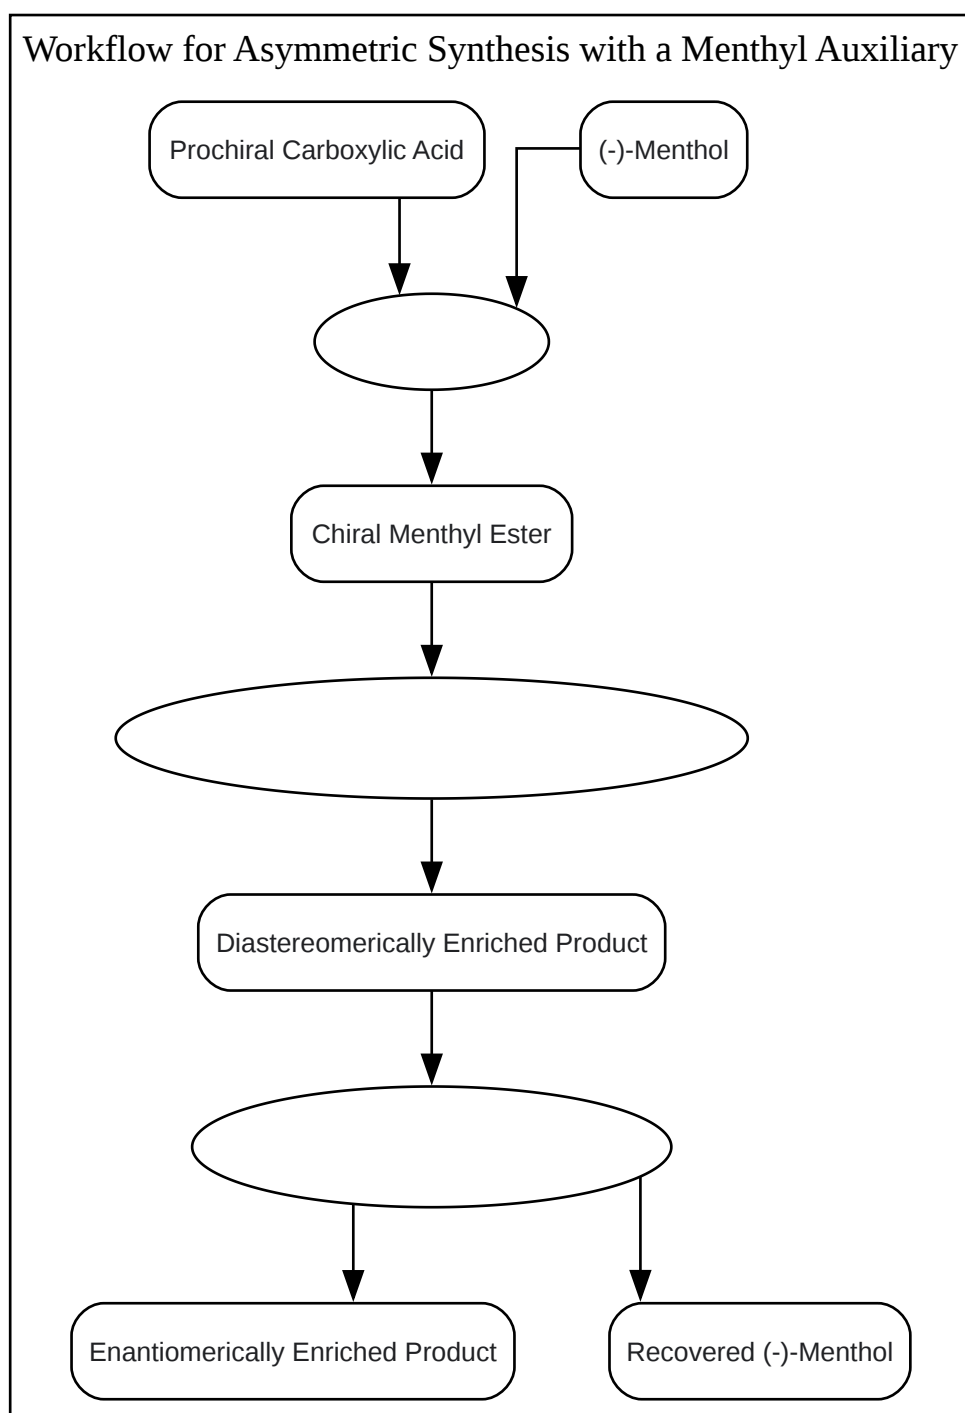 Workflow for Asymmetric Synthesis with a Menthyl Auxiliary
Prochiral Carboxylic Acid
(-)-Menthol
Chiral Menthyl Ester
Diastereomerically Enriched Product
Enantiomerically Enriched Product
Recovered (-)-Menthol